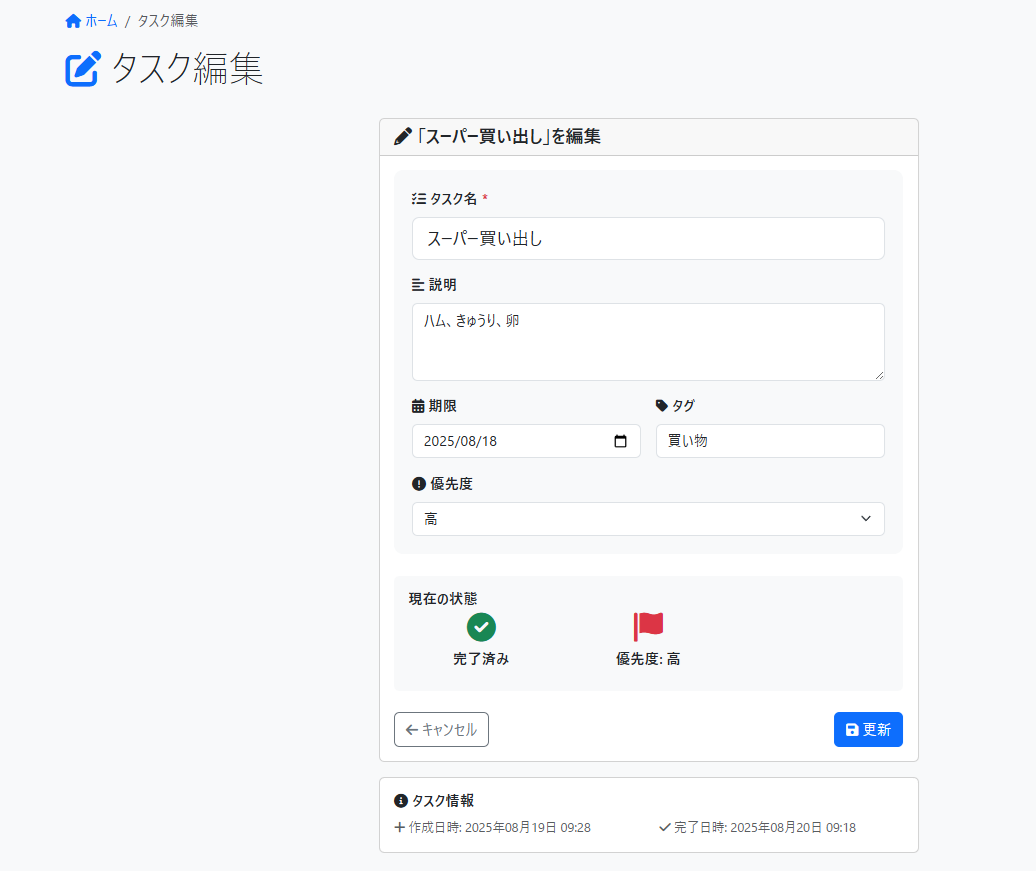 ホーム / タスク編集
タスク編集
「スーパー買い出し」を編集
タスク名 *
スーパー買い出し
説明
ハム、きゅうり、卵
期限
タグ
2025/08/18
買い物
優先度
高
現在の状態
完了済み
優先度: 高
キャンセル
更新
タスク情報
作成日時: 2025年08月19日 09:28
完了日時: 2025年08月20日 09:18